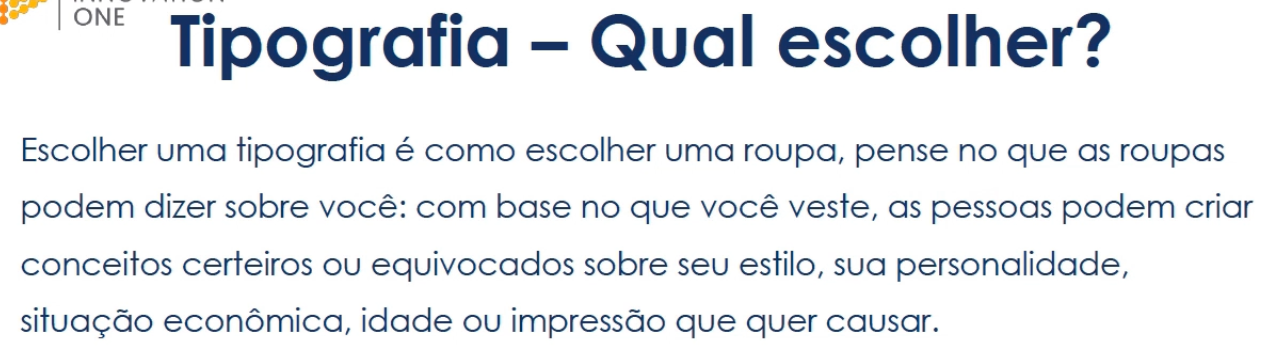 ONE
Tipografia – Qual escolher?
Escolher uma tipografia é como escolher uma roupa, pense no que as roupas
podem dizer sobre você: com base no que você veste, as pessoas podem criar
conceitos certeiros ou equivocados sobre seu estilo, sua personalidade,
situação econômica, idade ou impressão que quer causar.